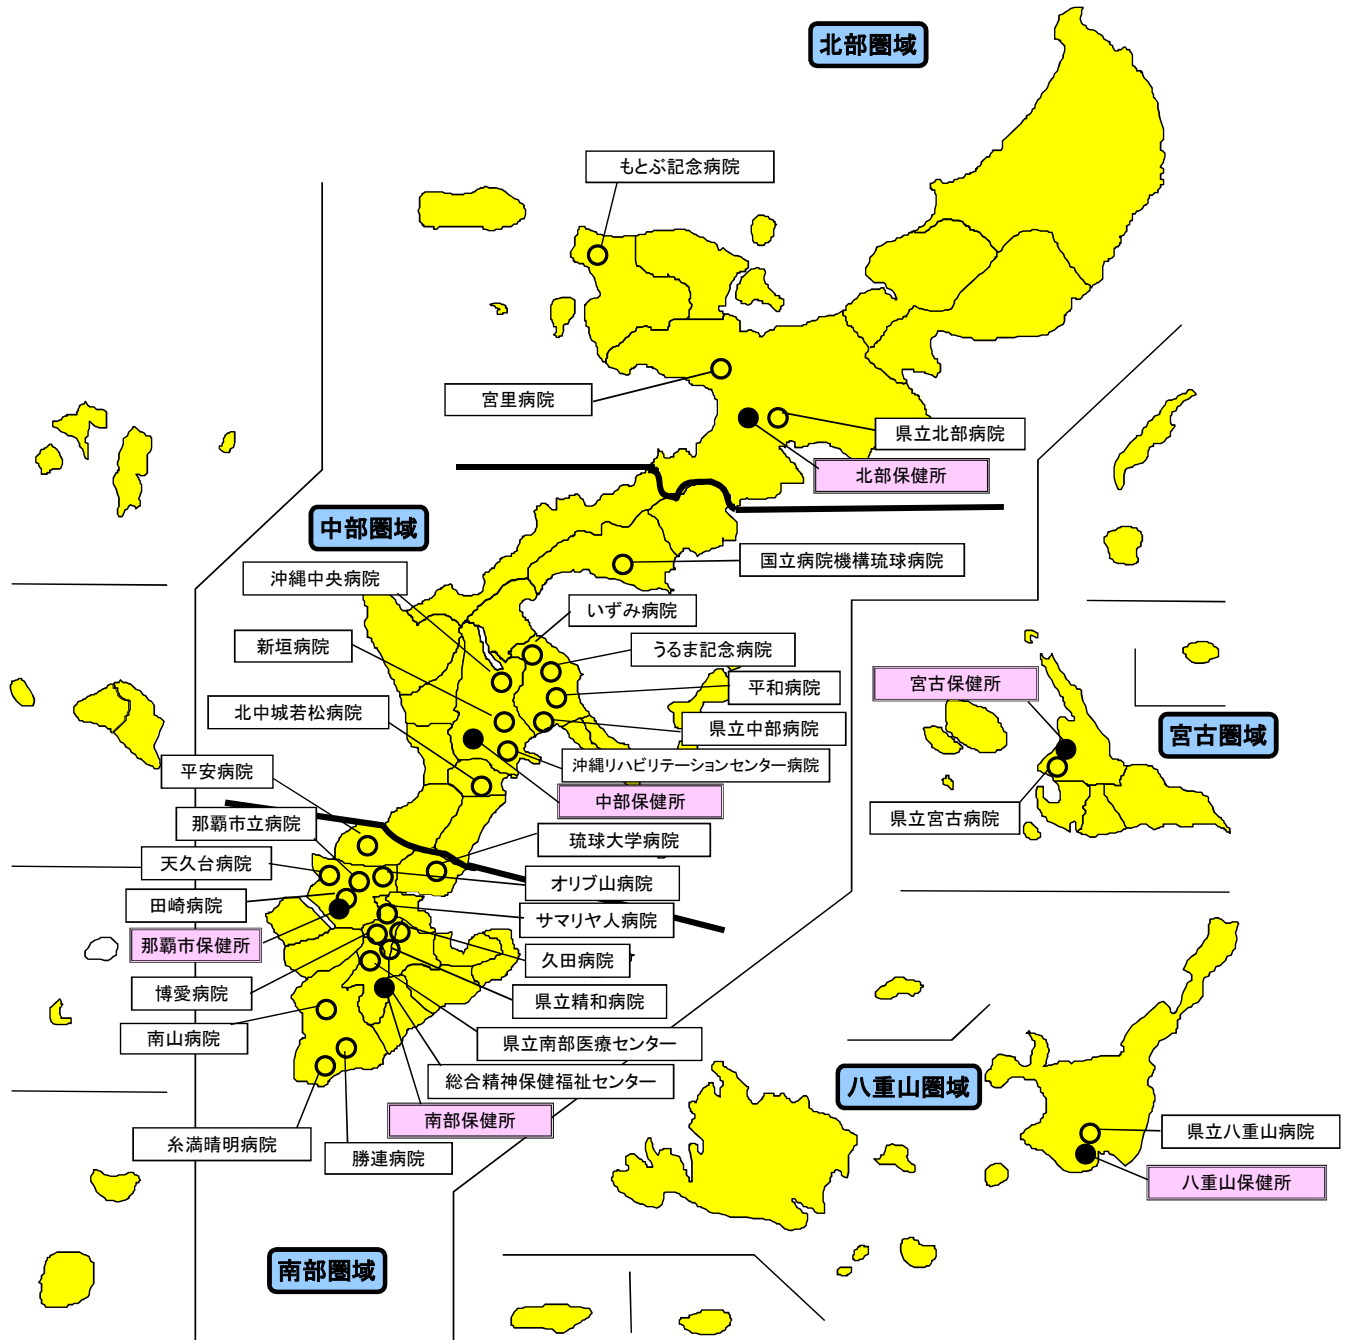 北部圏域
もとぶ記念病院
宮里病院
県立北部病院
北部保健所
中部圏域
国立病院機構琉球病院
沖縄中央病院
いずみ病院
新垣病院
うるま記念病院
平和病院
宮古保健所
北中城若松病院
県立中部病院
宮古圏域
沖縄リハビリテーションセンター病院
平安病院
中部保健所
県立宮古病院
那覇市立病院
琉球大学病院
天久台病院
オリブ山病院
田崎病院
サマリヤ人病院
那覇市保健所
久田病院
博愛病院
県立精和病院
南山病院
県立南部医療センター
総合精神保健福祉センター
八重山圏域
南部保健所
県立八重山病院
糸満晴明病院
勝連病院
八重山保健所
南部圏域